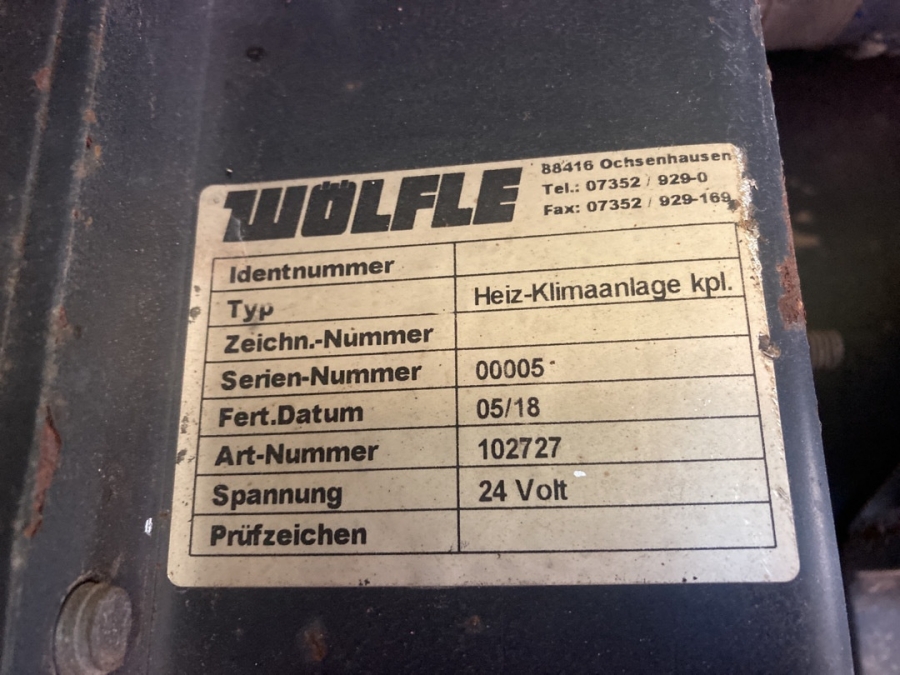 WÖLFLE
88416 Ochsenhausen
Tel.: 07352 / 929-0
Fax: 07352 / 929-169
Identnummer
Typ Heiz-Klimaanlage kpl.
Zeichn.-Nummer
Serien-Nummer 00005
Fert.Datum 05/18
Art-Nummer 102727
Spannung 24 Volt
Prüfzeichen